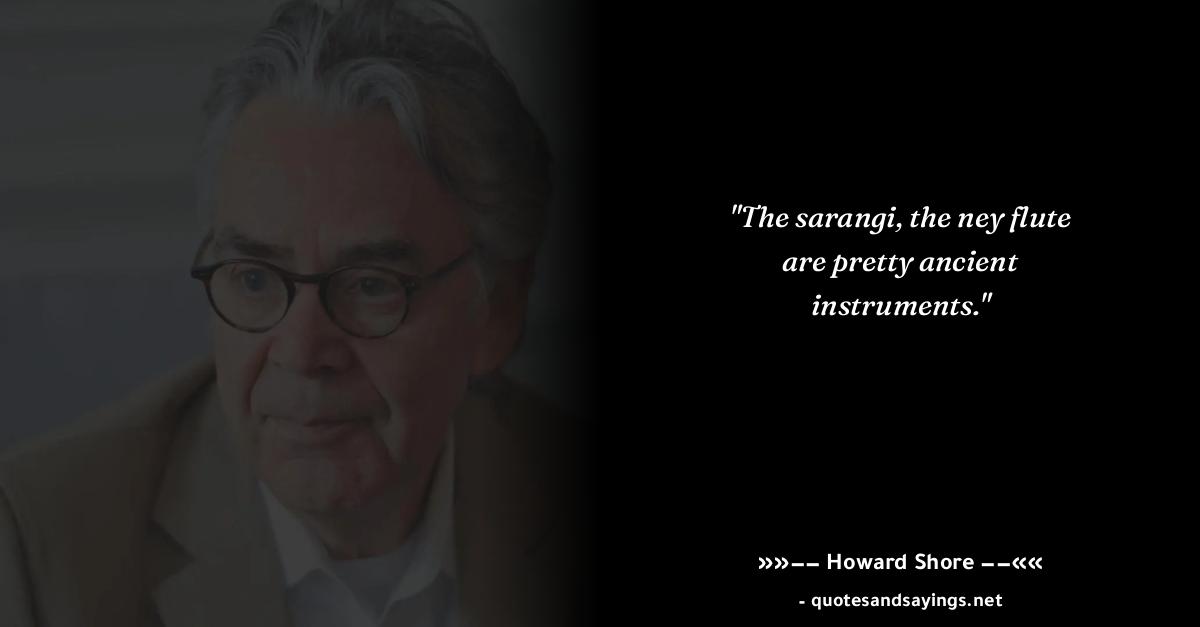 "The sarangi, the ney flute
are pretty ancient
instruments."
»»−− Howard Shore −−««
- quotesandsayings.net